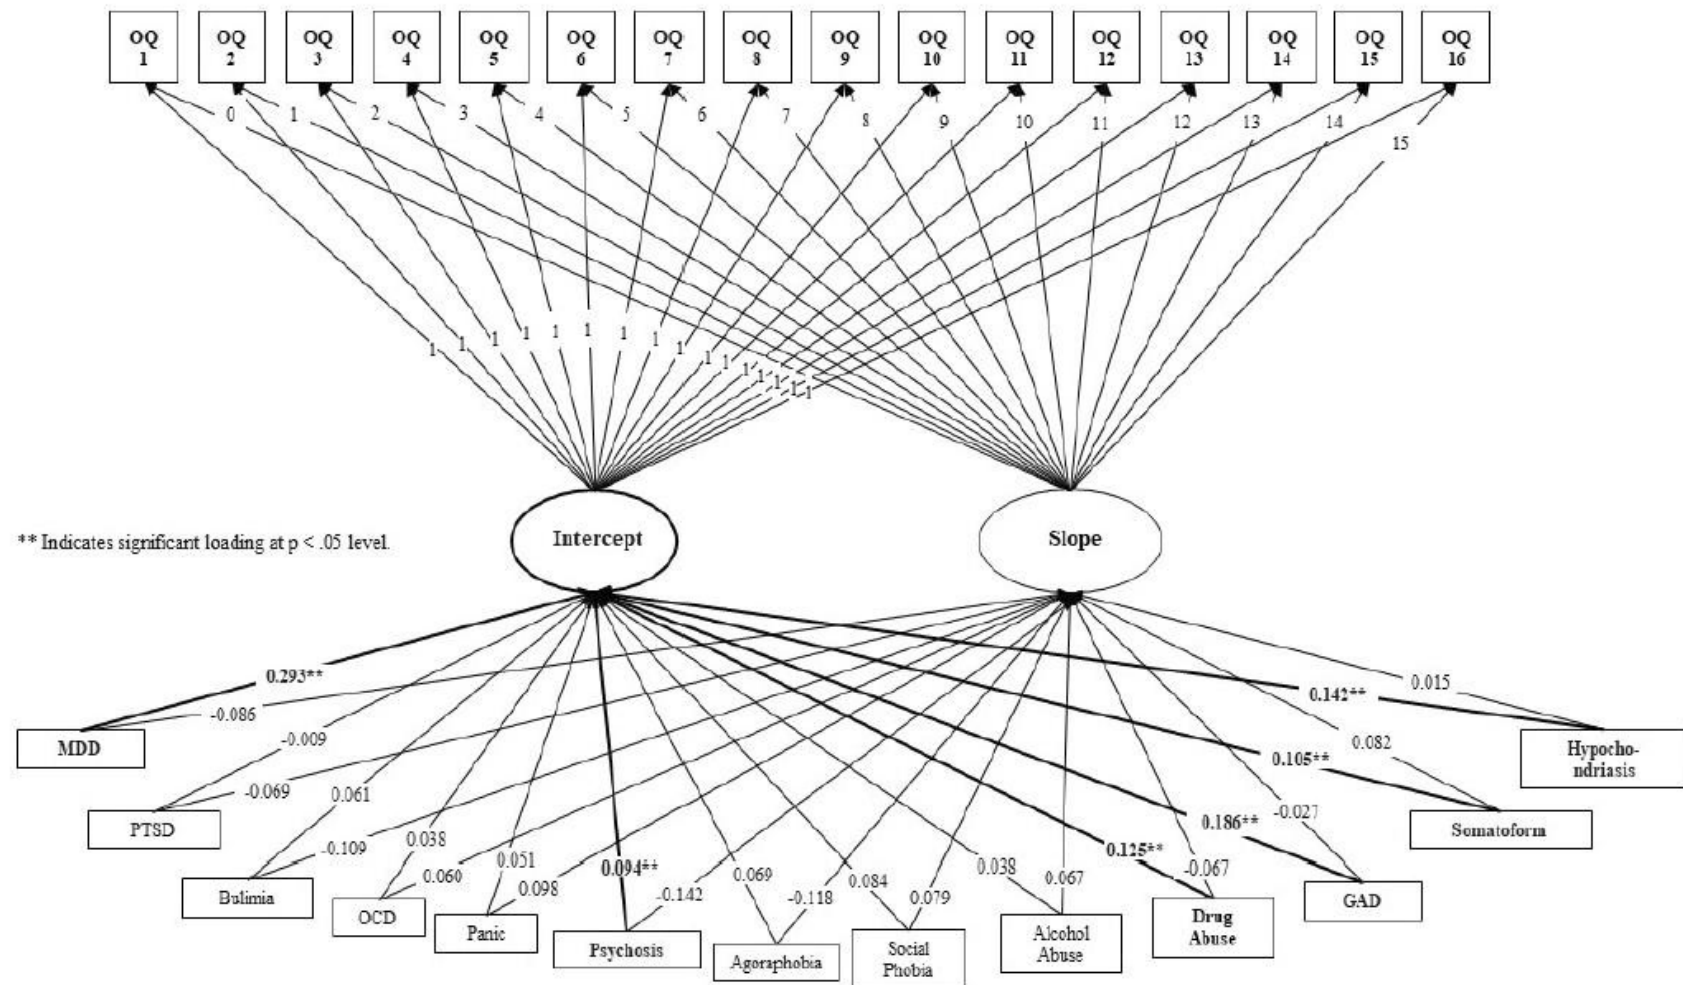 OQ 1
OQ 2
OQ 3
OQ 4
OQ 5
OQ 6
OQ 7
OQ 8
OQ 9
OQ 10
OQ 11
OQ 12
OQ 13
OQ 14
OQ 15
OQ 16
0 1 2 3 4 5 6 7 8 9 10 11 12 13 14 15
1 1 1 1 1 1 1 1 1 1 1 1 1 1 1 1
Intercept
Slope
** Indicates significant loading at p < .05 level.
0.293**
-0.086
-0.009
-0.069
0.061
-0.109
0.038
0.060
0.051
0.098
0.094**
-0.142
0.069
-0.118
0.084
0.079
0.038
0.067
0.125**
-0.067
0.186**
-0.027
0.105**
0.082
0.142**
0.015
MDD
PTSD
Bulimia
OCD
Panic
Psychosis
Agoraphobia
Social
Phobia
Alcohol
Abuse
Drug
Abuse
GAD
Somatoform
Hypocho-
ndriasis